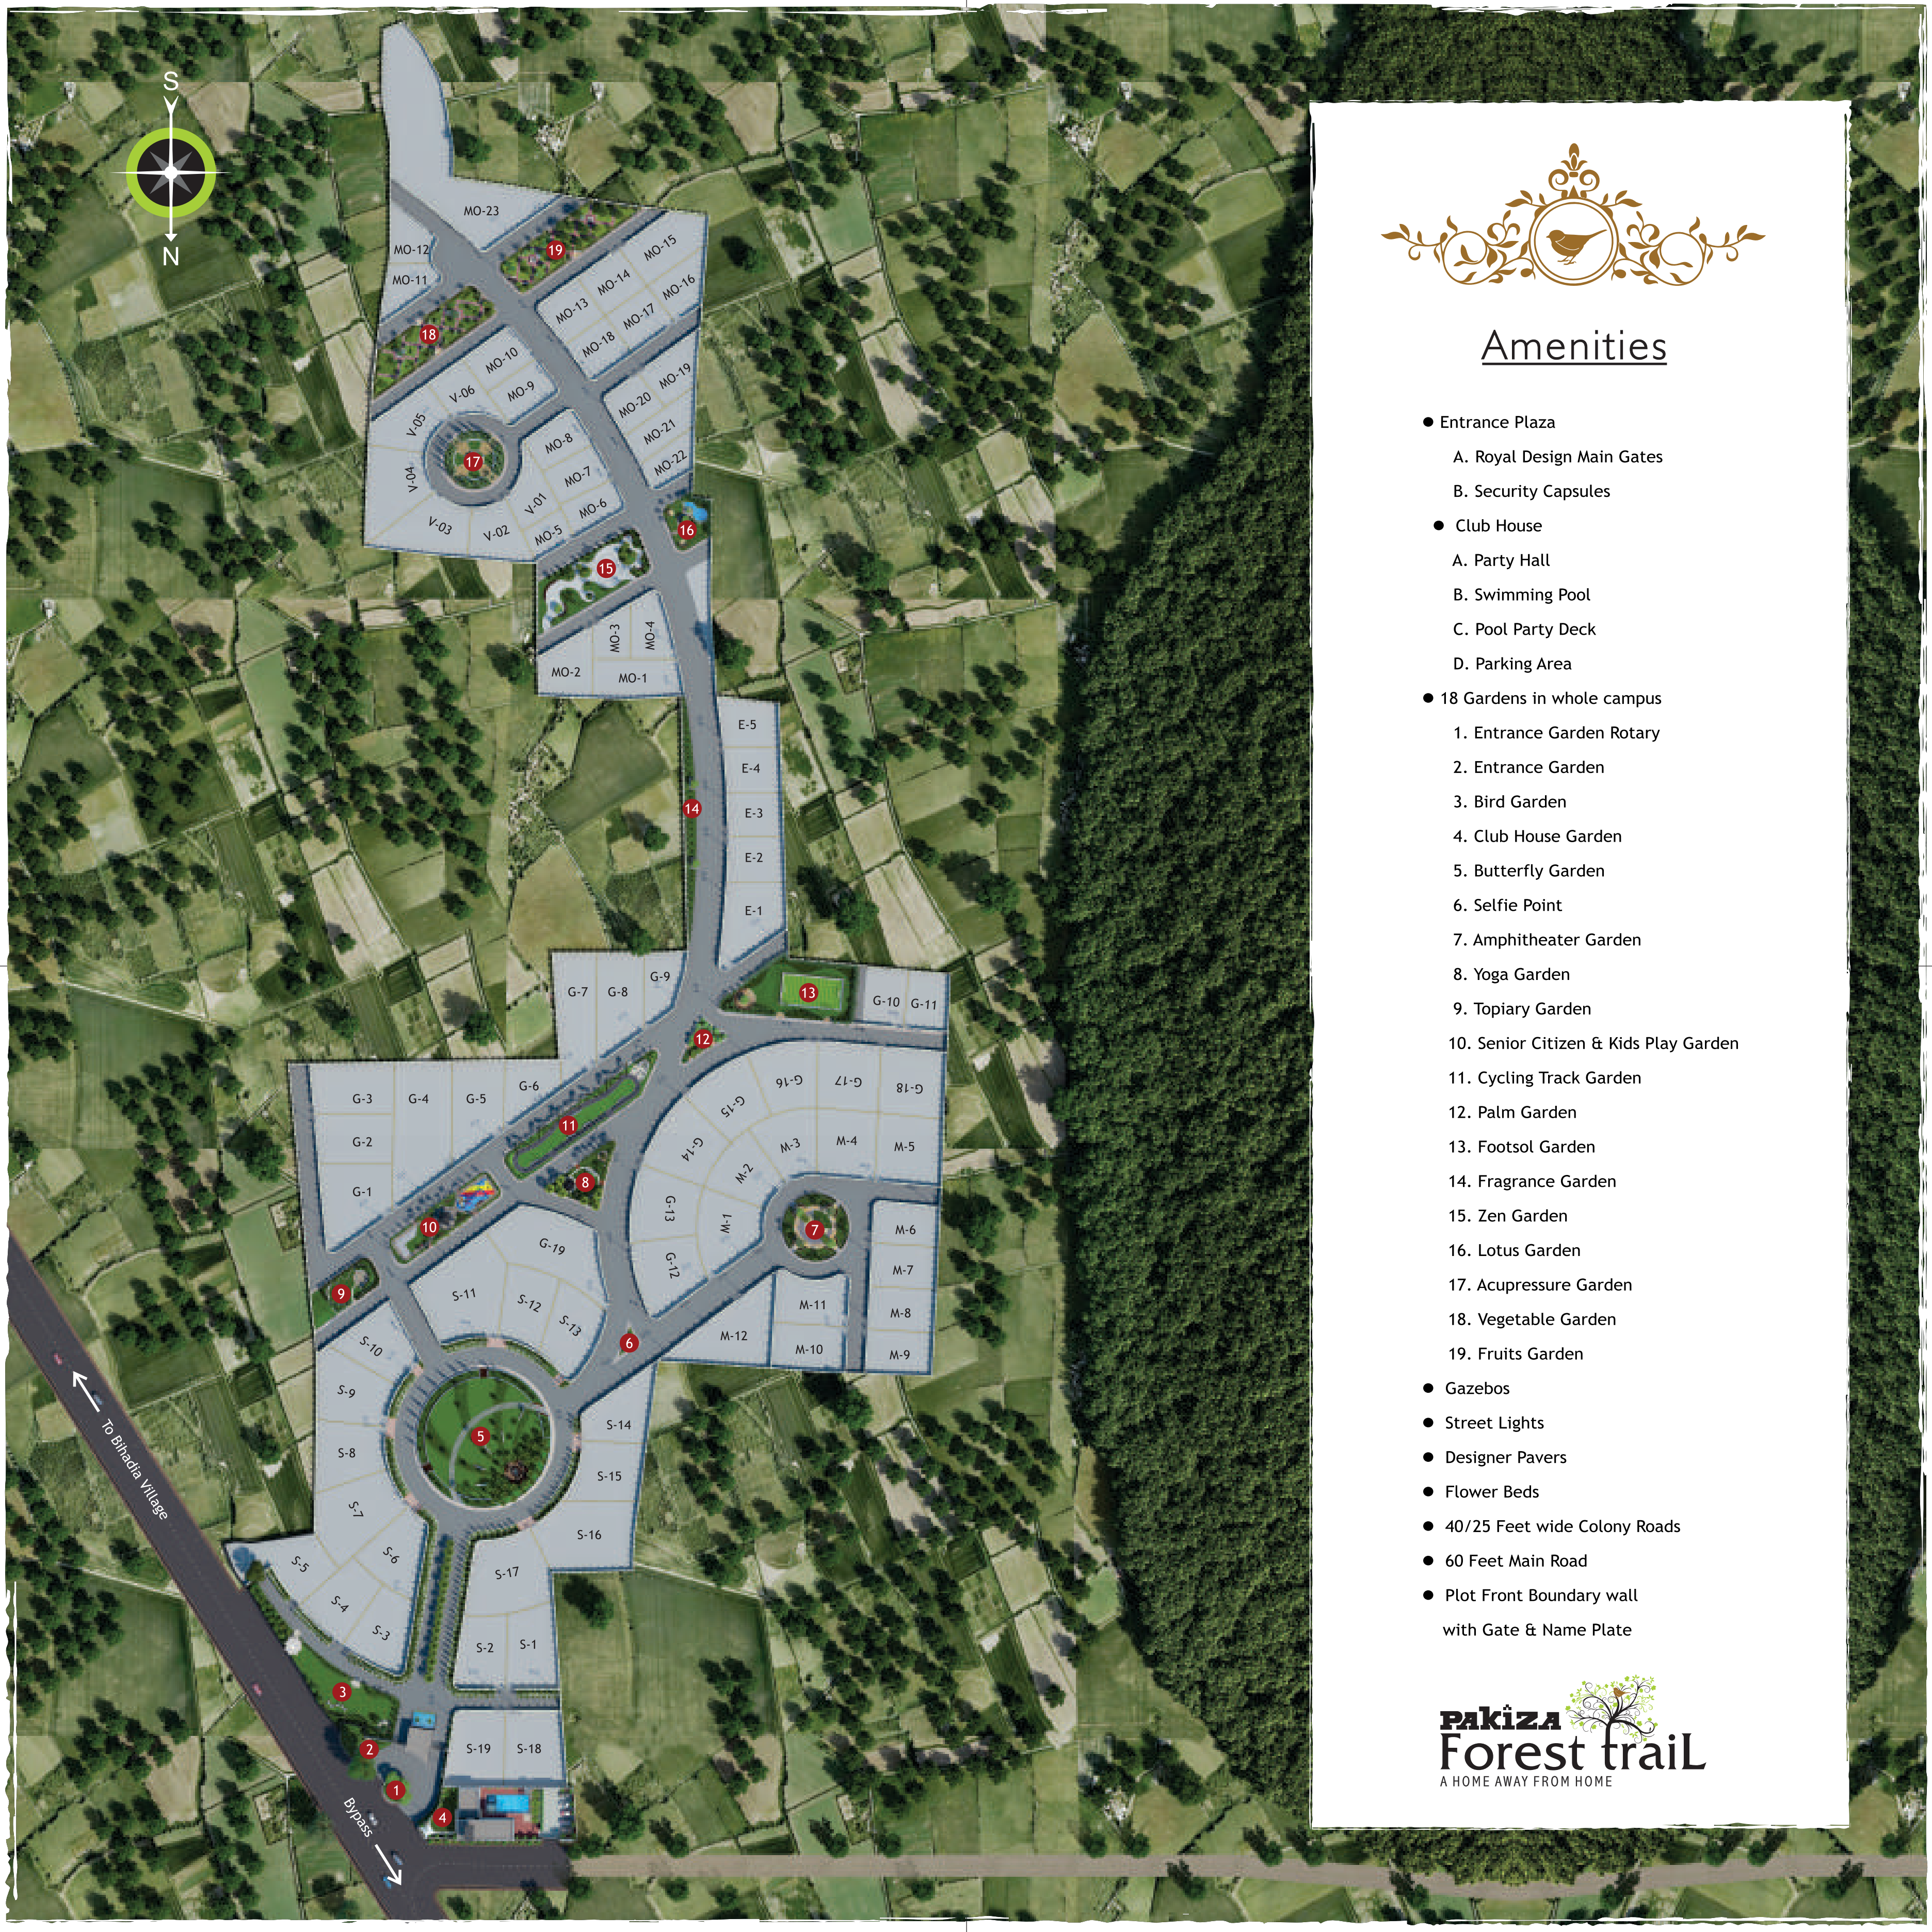 S
N
MO-23
MO-12
MO-11
19
18
MO-15
MO-14
MO-13
MO-16
MO-17
MO-18
MO-10
MO-9
V-06
V-05
V-04
V-03
V-02
V-01
17
MO-8
MO-7
MO-6
MO-5
MO-19
MO-20
MO-21
MO-22
16
15
MO-3
MO-4
MO-2
MO-1
14
E-5
E-4
E-3
E-2
E-1
G-7
G-8
G-9
13
G-10
G-11
12
G-3
G-4
G-5
G-6
G-2
G-1
11
10
9
8
G-16
G-17
G-18
G-15
G-14
G-13
G-12
M-3
M-4
M-5
M-2
M-1
7
M-6
M-7
M-8
M-9
M-11
M-10
M-12
6
G-19
S-11
S-12
S-13
S-10
S-9
S-8
S-7
S-6
S-5
S-4
S-3
5
S-14
S-15
S-16
S-17
S-2
S-1
3
2
1
4
S-19
S-18
To Bihadia Village
Bypass
Amenities
● Entrance Plaza
A. Royal Design Main Gates
B. Security Capsules
● Club House
A. Party Hall
B. Swimming Pool
C. Pool Party Deck
D. Parking Area
● 18 Gardens in whole campus
1. Entrance Garden Rotary
2. Entrance Garden
3. Bird Garden
4. Club House Garden
5. Butterfly Garden
6. Selfie Point
7. Amphitheater Garden
8. Yoga Garden
9. Topiary Garden
10. Senior Citizen & Kids Play Garden
11. Cycling Track Garden
12. Palm Garden
13. Footsol Garden
14. Fragrance Garden
15. Zen Garden
16. Lotus Garden
17. Acupressure Garden
18. Vegetable Garden
19. Fruits Garden
● Gazebos
● Street Lights
● Designer Pavers
● Flower Beds
● 40/25 Feet wide Colony Roads
● 60 Feet Main Road
● Plot Front Boundary wall
with Gate & Name Plate
PAKIZA
Forest traiL
A HOME AWAY FROM HOME